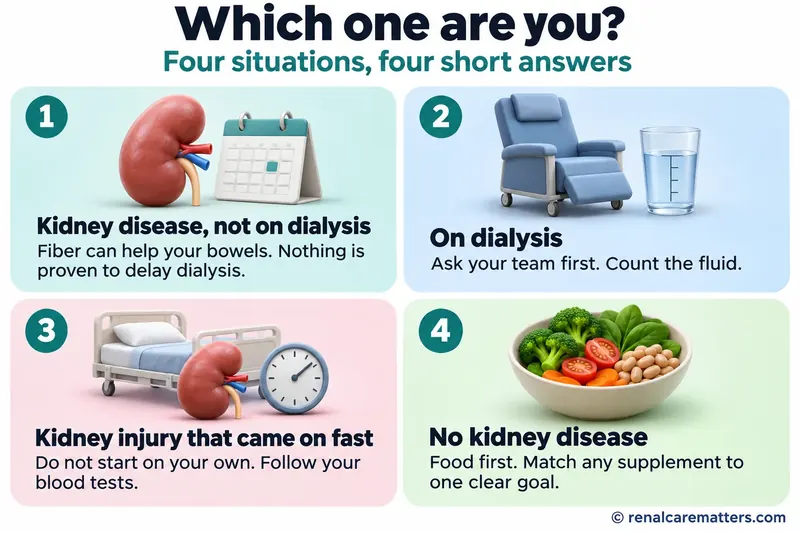 Which one are you?
Four situations, four short answers
1
Kidney disease, not on dialysis
Fiber can help your bowels. Nothing is
proven to delay dialysis.
2
On dialysis
Ask your team first. Count the fluid.
3
Kidney injury that came on fast
Do not start on your own. Follow your
blood tests.
4
No kidney disease
Food first. Match any supplement to
one clear goal.
© renalcarematters.com